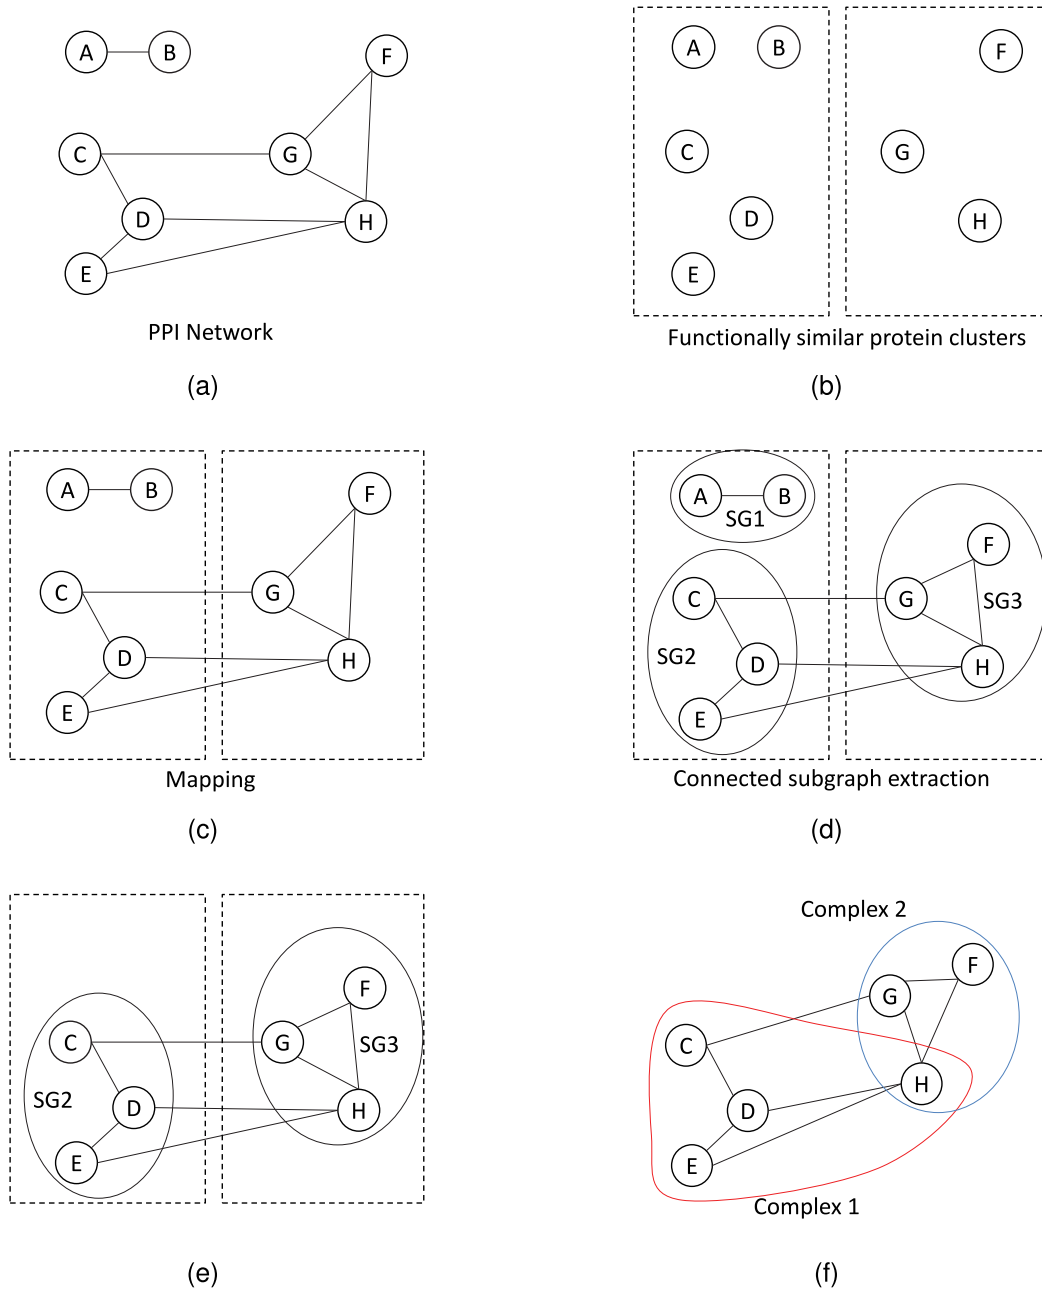 A B F
C G
D H
E
PPI Network
(a)
A B F
C G
D H
E
Functionally similar protein clusters
(b)
A B F
C G
D H
E
Mapping
(c)
A B
SG1
F
C G SG3
SG2 D H
E
Connected subgraph extraction
(d)
F
C G SG3
SG2 D H
E
(e)
Complex 2
F
G
C
H
D
E
Complex 1
(f)